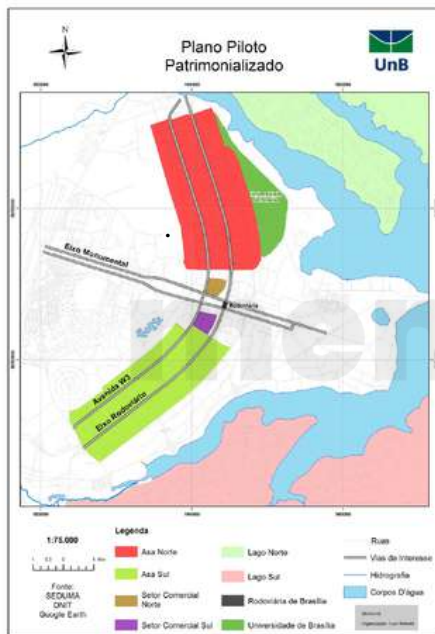 Plano Piloto
Patrimonializado
UnB
Eixo Monumental
Rodoviária
Avenida W3
Eixo Rodoviário
1:75.000
Fonte:
SEDUMA
DNIT
Google Earth
Legenda
Asa Norte
Asa Sul
Setor Comercial
Norte
Setor Comercial Sul
Lago Norte
Lago Sul
Rodoviária de Brasília
Universidade de Brasília
Ruas
Vias de Interesse
Hidrografia
Corpos D'água